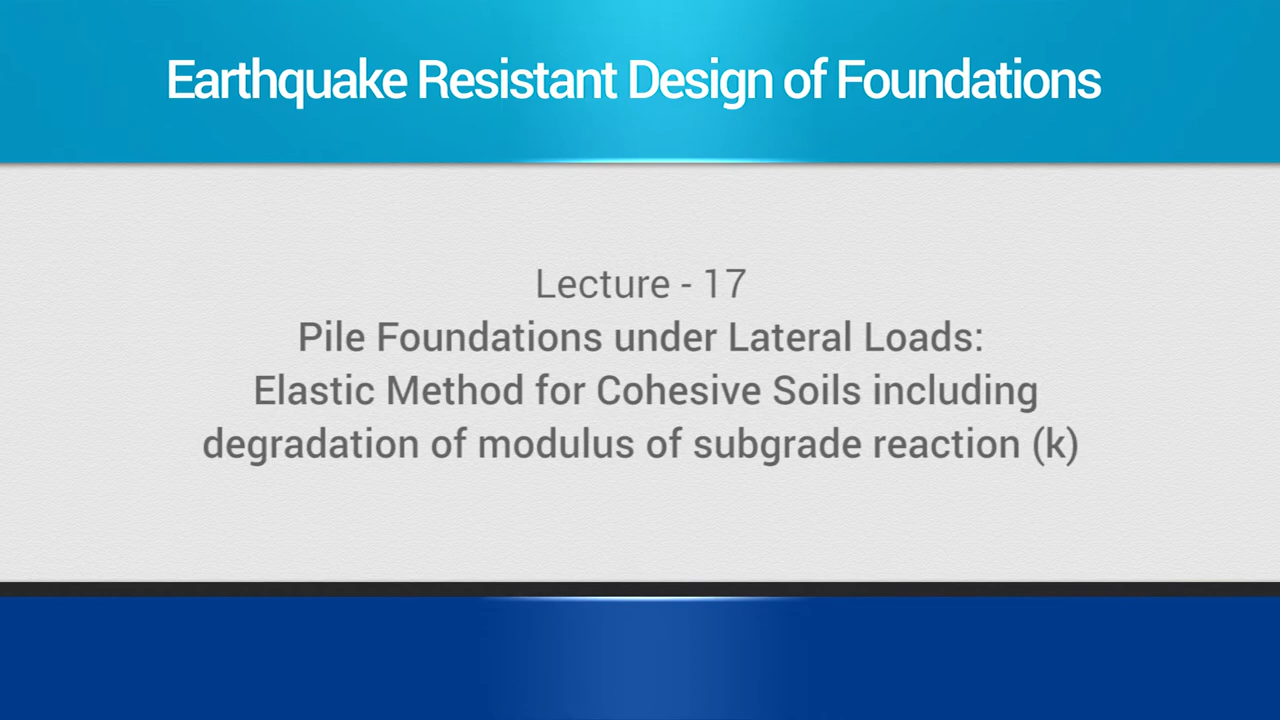 Earthquake Resistant Design of Foundations
Lecture - 17
Pile Foundations under Lateral Loads:
Elastic Method for Cohesive Soils including
degradation of modulus of subgrade reaction (k)